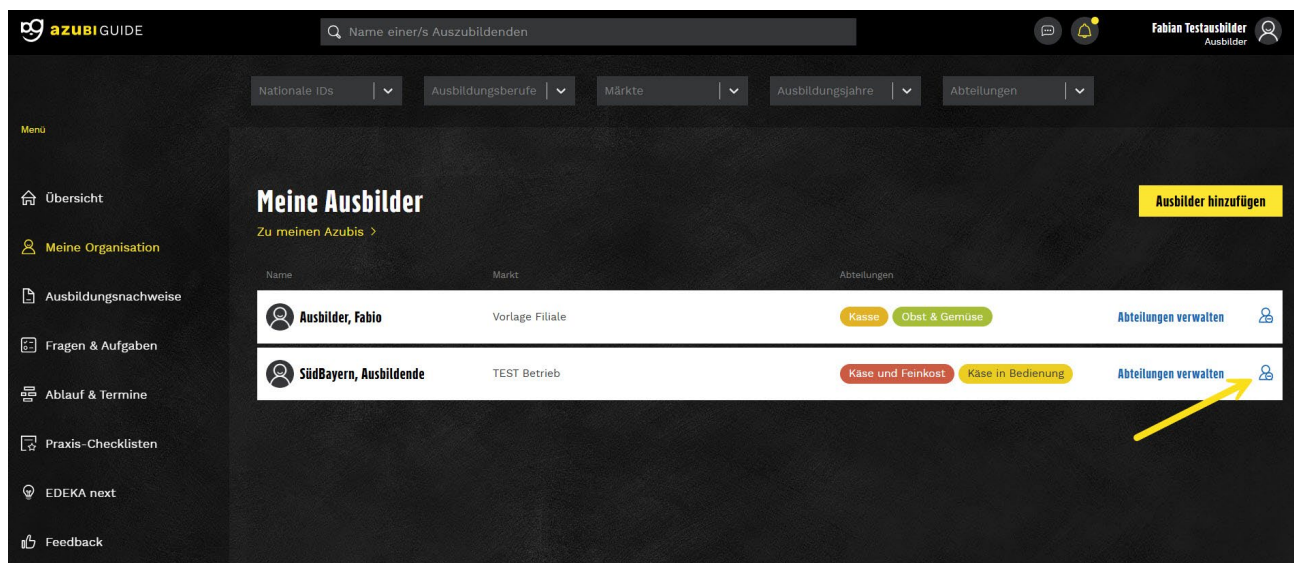 azubiGUIDE
Name einer/s Auszubildenden
Fabian Testausbilder
Ausbilder
Nationale IDs
Ausbildungsberufe
Märkte
Ausbildungsjahre
Abteilungen
Menü
Übersicht
Meine Organisation
Ausbildungsnachweise
Fragen & Aufgaben
Ablauf & Termine
Praxis-Checklisten
EDEKA next
Feedback
Meine Ausbilder
Ausbilder hinzufügen
Zu meinen Azubis >
Name Markt Abteilungen
Ausbilder, Fabio Vorlage Filiale Kasse Obst & Gemüse Abteilungen verwalten
SüdBayern, Ausbildende TEST Betrieb Käse und Feinkost Käse in Bedienung Abteilungen verwalten